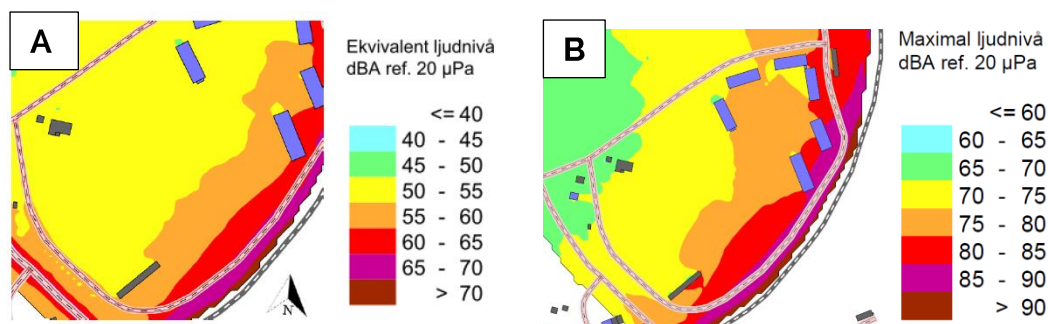 A
Ekvivalent ljudnivå
dBA ref. 20 µPa
<= 40
40 - 45
45 - 50
50 - 55
55 - 60
60 - 65
65 - 70
> 70
N
B
Maximal ljudnivå
dBA ref. 20 µPa
<= 60
60 - 65
65 - 70
70 - 75
75 - 80
80 - 85
85 - 90
> 90